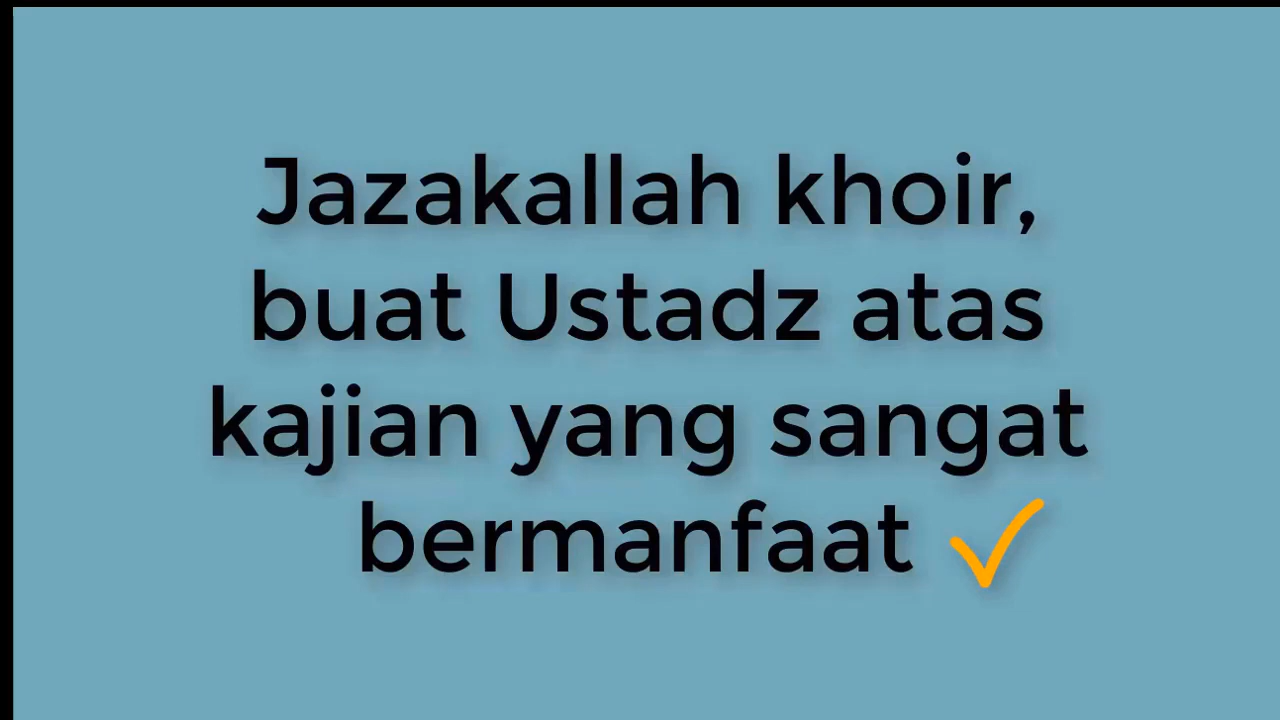 Jazakallah khoir,
buat Ustadz atas
kajian yang sangat
bermanfaat ✓